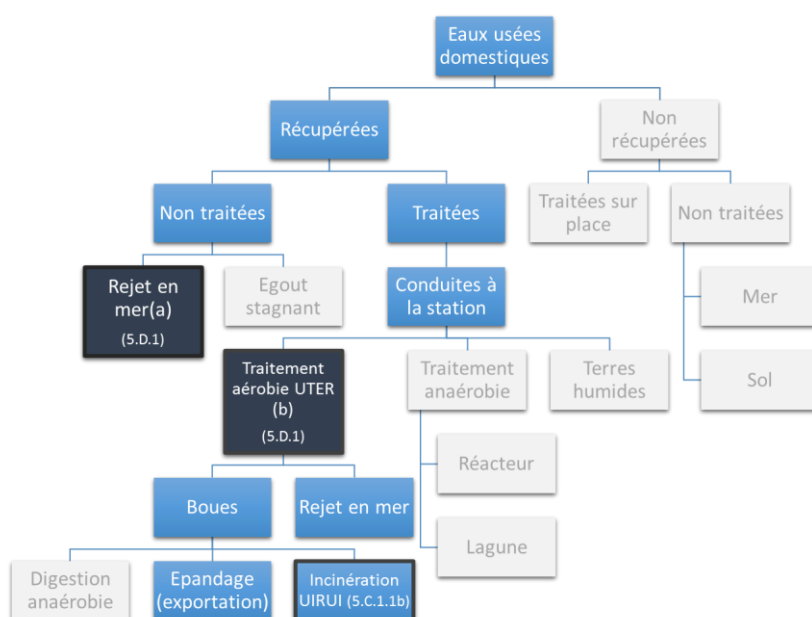 Eaux usées
domestiques
Récupérées
Non
récupérées
Non traitées
Traitées
Traitées sur
place
Non traitées
Rejet en
mer(a)
(5.D.1)
Egout
stagnant
Conduites à
la station
Mer
Traitement
aérobie UTER
(b)
(5.D.1)
Traitement
anaérobie
Terres
humides
Sol
Réacteur
Boues
Rejet en mer
Lagune
Digestion
anaérobie
Epandage
(exportation)
Incinération
UIRUI (5.C.1.1b)